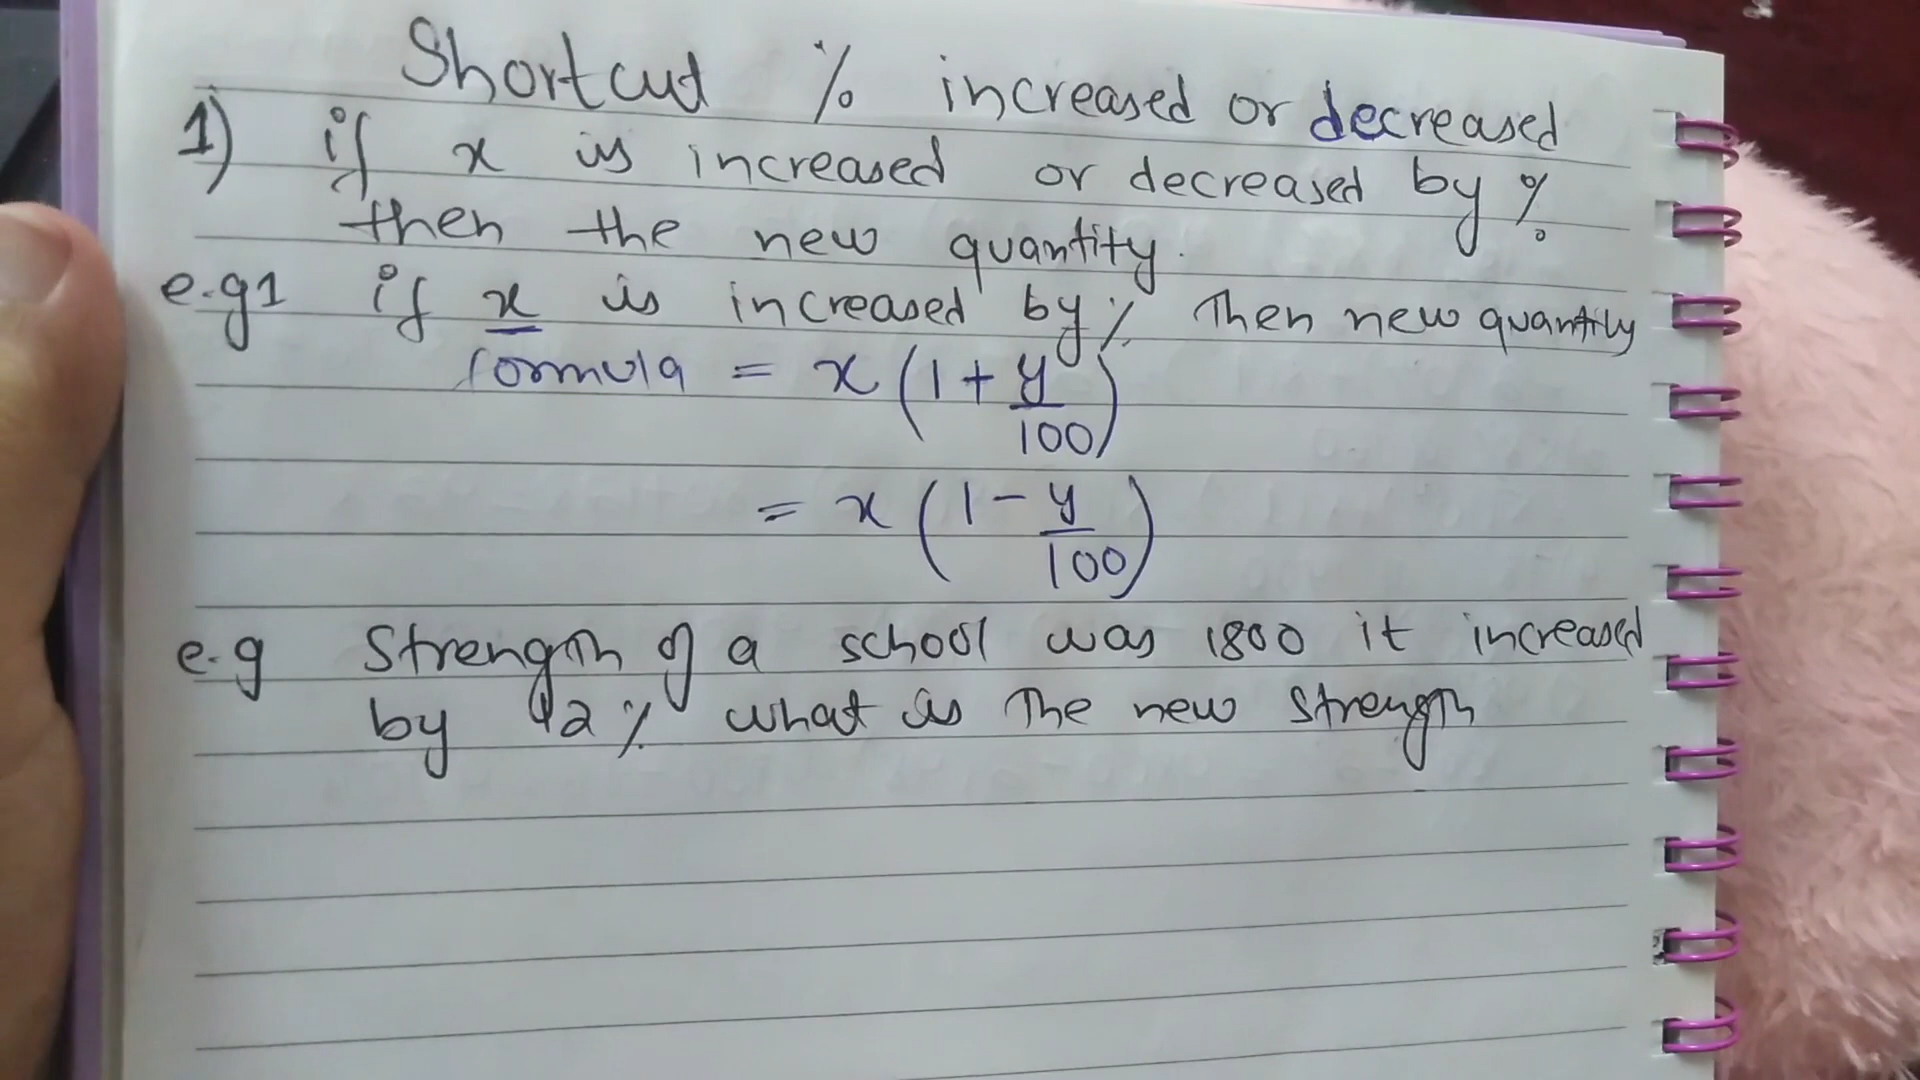 Shortcut % increased or decreased
1) if x is increased or decreased by %
then the new quantity.
e.g1 if x is increased by % Then new quantity
formula = x (1 + y/100)
= x (1 - y/100)
e.g Strength of a school was 1800 it increased
by 12% what is The new Strength